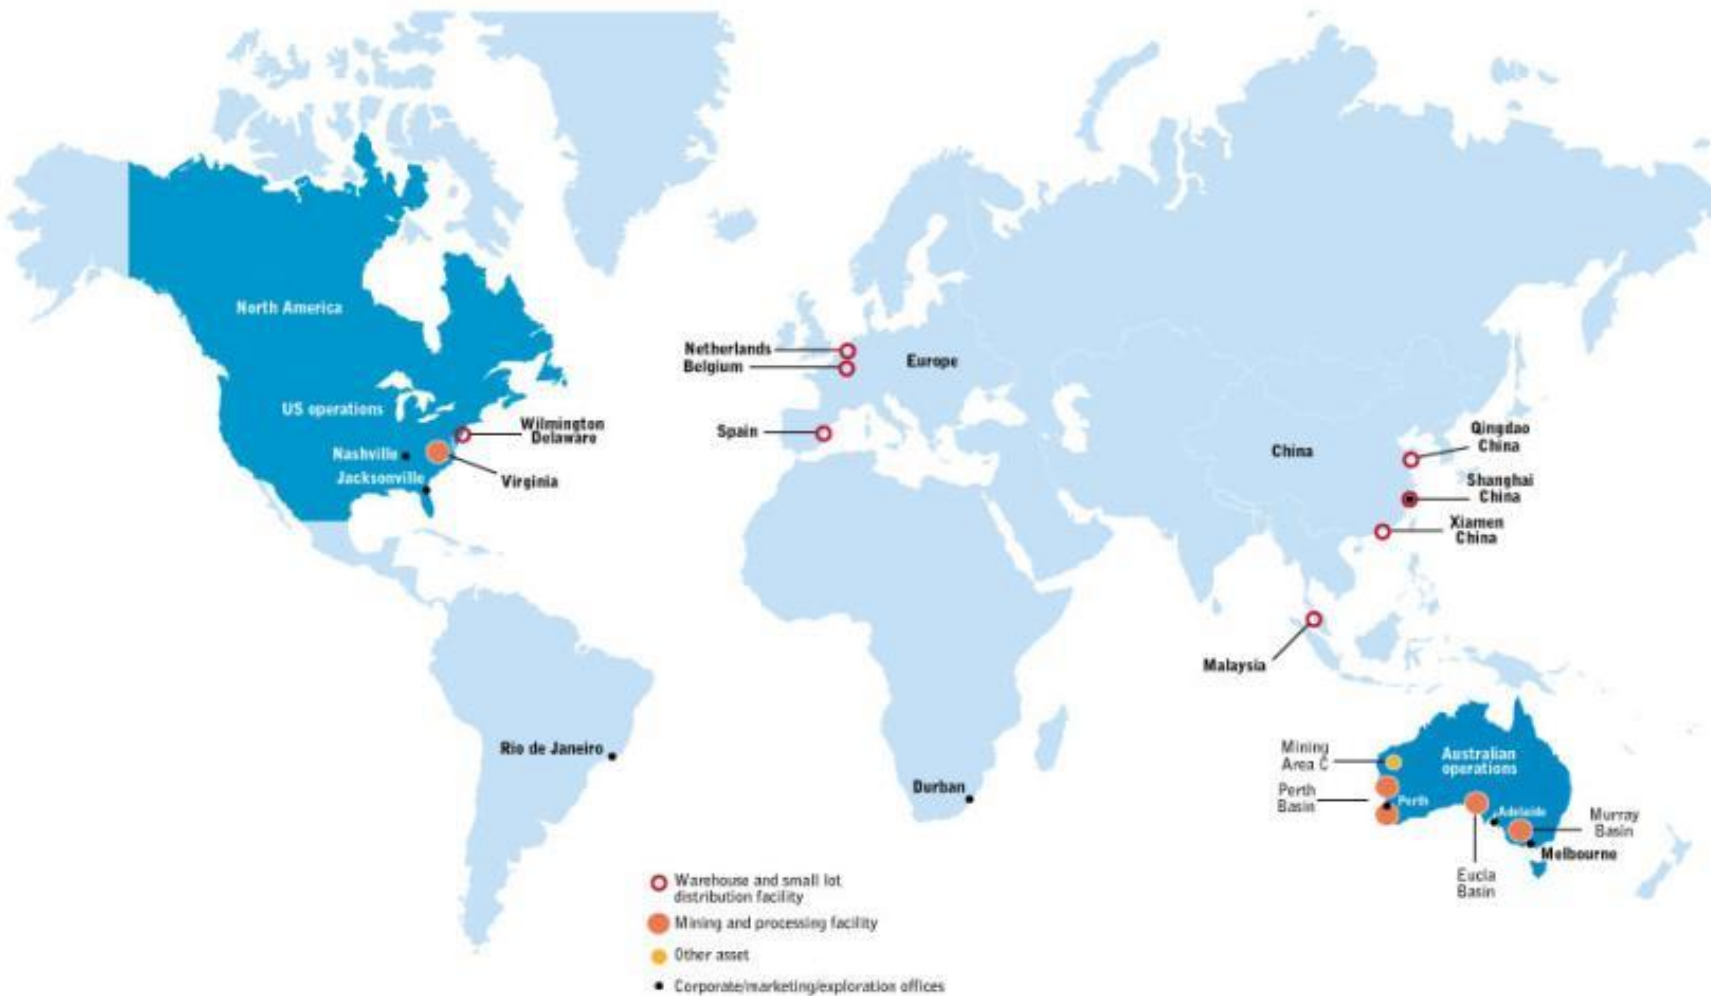 North America
US operations
Nashville
Jacksonville
Wilmington
Delaware
Virginia
Netherlands
Belgium
Spain
Europe
China
Qingdao
China
Shanghai
China
Xiamen
China
Malaysia
Rio de Janeiro
Durban
Mining
Area C
Perth
Basin
Perth
Australian
operations
Adelaide
Murray
Basin
Melbourne
Eucla
Basin
Warehouse and small lot
distribution facility
Mining and processing facility
Other asset
Corporate/marketing/exploration offices